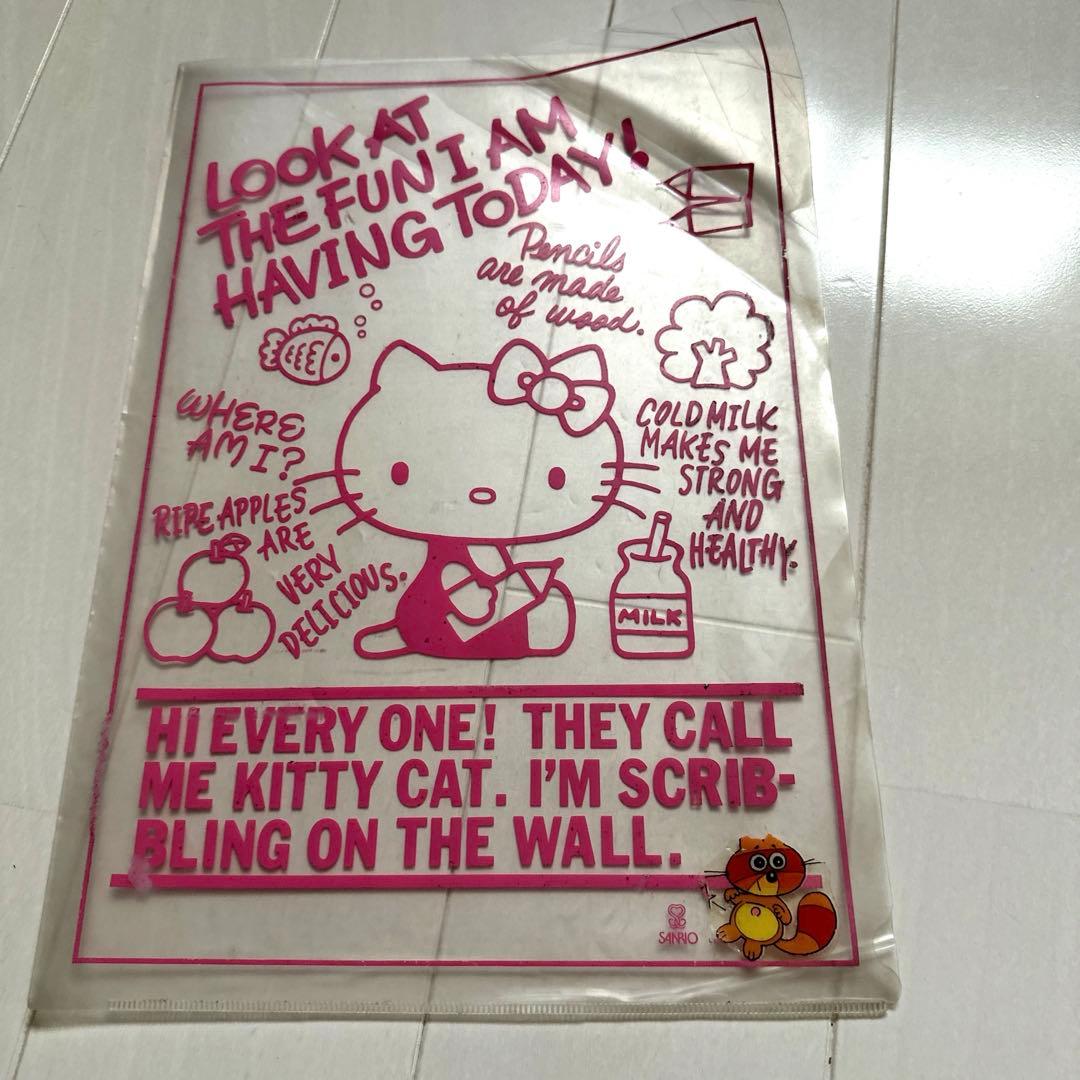 LOOK AT
THE FUN I AM
HAVING TODAY!
Pencils
are made
of wood.
WHERE
AM I?
COLD MILK
MAKES ME
STRONG
AND
HEALTHY.
RIPE APPLES
ARE
VERY
DELICIOUS.
MILK
HI EVERY ONE! THEY CALL
ME KITTY CAT. I'M SCRIB-
BLING ON THE WALL.
SANRIO